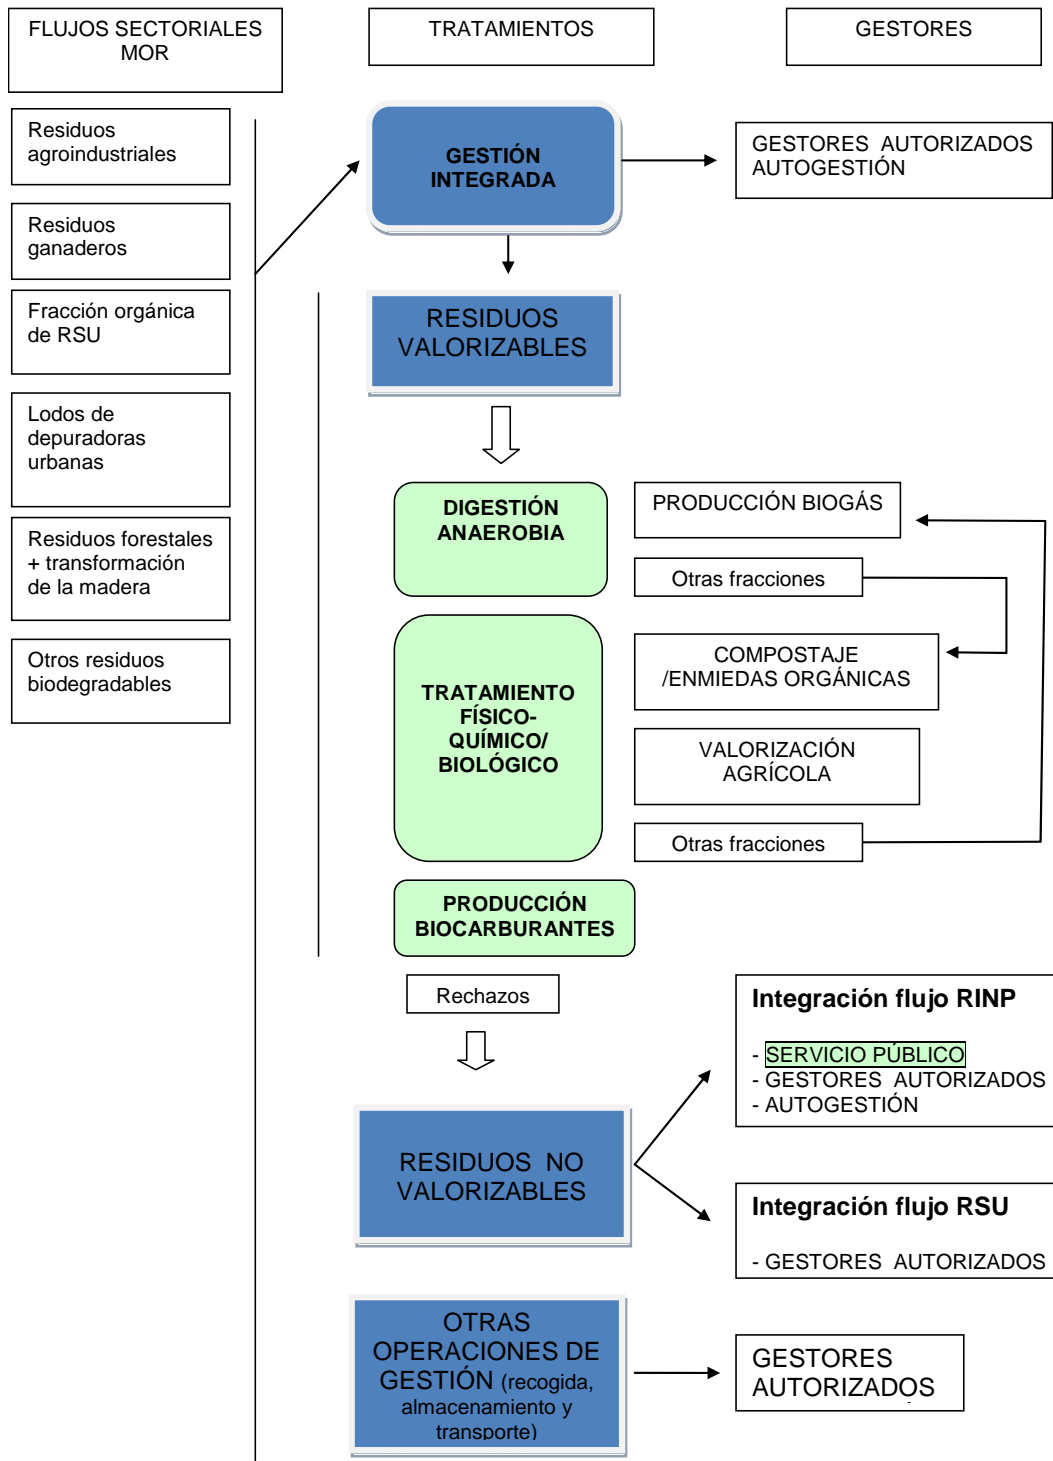 FLUJOS SECTORIALES
MOR
TRATAMIENTOS
GESTORES
Residuos
agroindustriales
Residuos
ganaderos
Fracción orgánica
de RSU
Lodos de
depuradoras
urbanas
Residuos forestales
+ transformación
de la madera
Otros residuos
biodegradables
GESTIÓN
INTEGRADA
GESTORES AUTORIZADOS
AUTOGESTIÓN
RESIDUOS
VALORIZABLES
DIGESTIÓN
ANAEROBIA
PRODUCCIÓN BIOGÁS
Otras fracciones
TRATAMIENTO
FÍSICO-
QUÍMICO/
BIOLÓGICO
COMPOSTAJE
/ENMIEDAS ORGÁNICAS
VALORIZACIÓN
AGRÍCOLA
Otras fracciones
PRODUCCIÓN
BIOCARBURANTES
Rechazos
RESIDUOS NO
VALORIZABLES
Integración flujo RINP
- SERVICIO PÚBLICO
- GESTORES AUTORIZADOS
- AUTOGESTIÓN
Integración flujo RSU
- GESTORES AUTORIZADOS
OTRAS
OPERACIONES DE
GESTIÓN (recogida,
almacenamiento y
transporte)
GESTORES
AUTORIZADOS